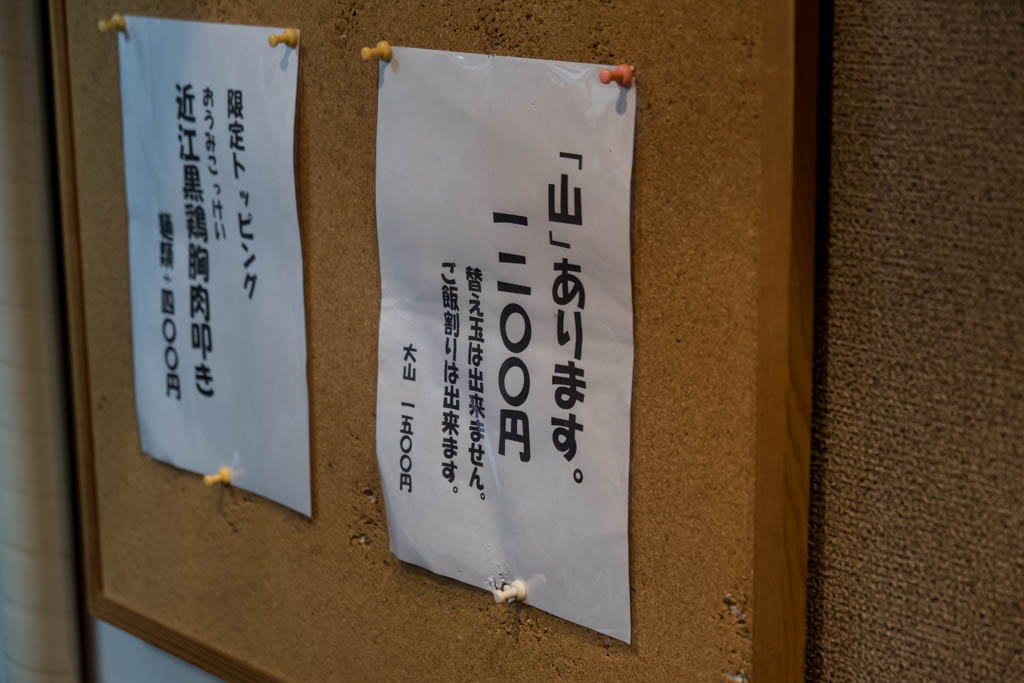 「山」あります。
一二〇〇円
替え玉は出来ません。
ご飯割りは出来ます。
大山 一五〇〇円
限定トッピング
おうみこっけい
近江黒鶏胸肉叩き
麺類+四〇〇円